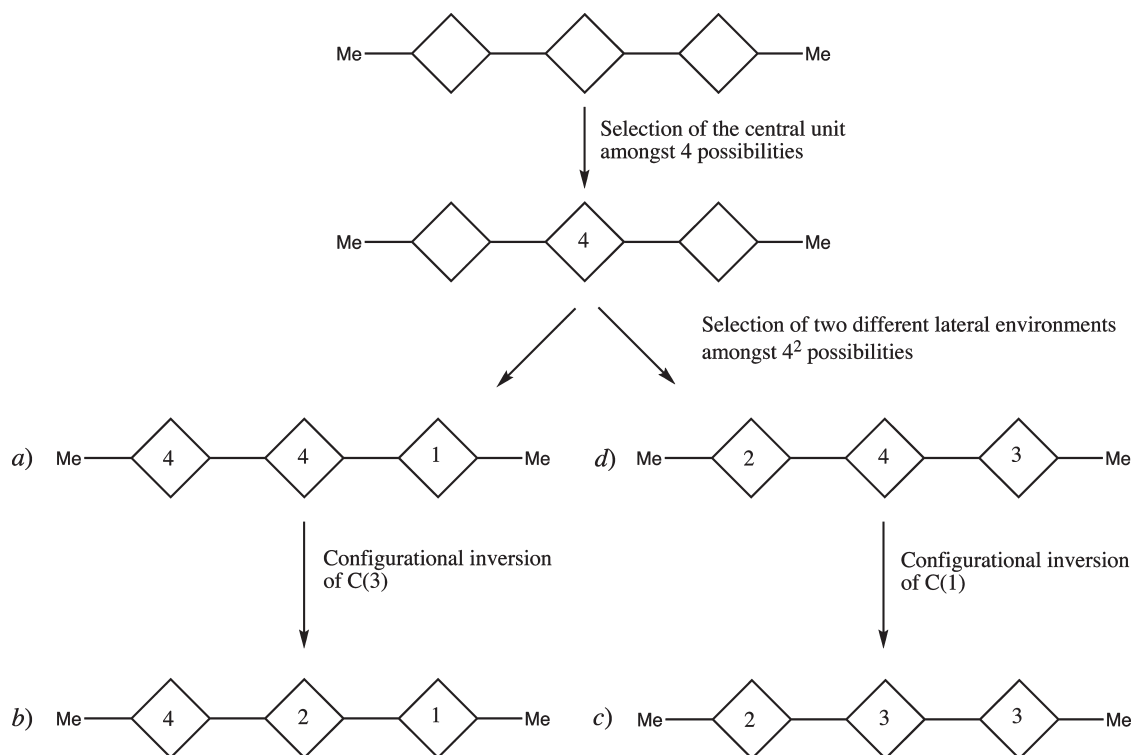 Me Me
Selection of the central unit
amongst 4 possibilities
Me 4 Me
Selection of two different lateral environments
amongst 4² possibilities
a) Me 4 4 1 Me
d) Me 2 4 3 Me
Configurational inversion
of C(3)
Configurational inversion
of C(1)
b) Me 4 2 1 Me
c) Me 2 3 3 Me